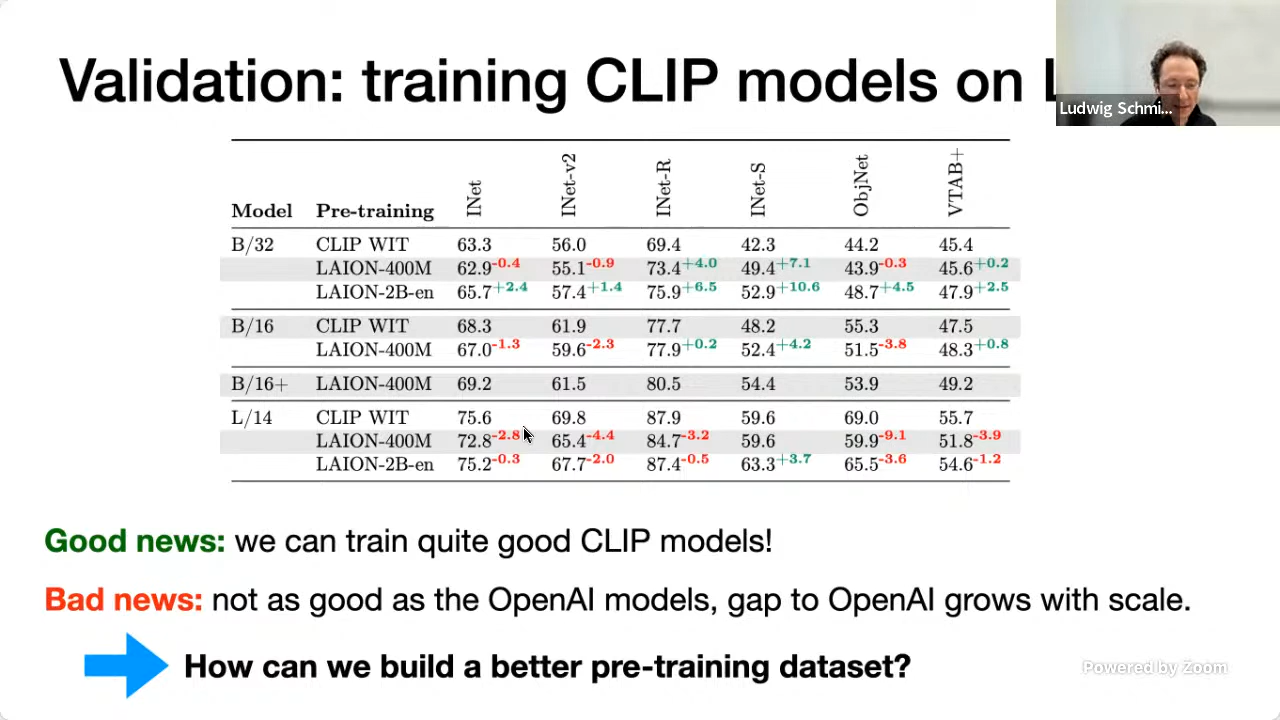 Validation: training CLIP models on
Ludwig Schmi...
Model Pre-training INet INet-v2 INet-R INet-S ObjNet VTAB+
B/32 CLIP WIT 63.3 56.0 69.4 42.3 44.2 45.4
LAION-400M 62.9-0.4 55.1-0.9 73.4+4.0 49.4+7.1 43.9-0.3 45.6+0.2
LAION-2B-en 65.7+2.4 57.4+1.4 75.9+6.5 52.9+10.6 48.7+4.5 47.9+2.5
B/16 CLIP WIT 68.3 61.9 77.7 48.2 55.3 47.5
LAION-400M 67.0-1.3 59.6-2.3 77.9+0.2 52.4+4.2 51.5-3.8 48.3+0.8
B/16+ LAION-400M 69.2 61.5 80.5 54.4 53.9 49.2
L/14 CLIP WIT 75.6 69.8 87.9 59.6 69.0 55.7
LAION-400M 72.8-2.8 65.4-4.4 84.7-3.2 59.6 59.9-9.1 51.8-3.9
LAION-2B-en 75.2-0.3 67.7-2.0 87.4-0.5 63.3+3.7 65.5-3.6 54.6-1.2
Good news: we can train quite good CLIP models!
Bad news: not as good as the OpenAI models, gap to OpenAI grows with scale.
How can we build a better pre-training dataset?
Powered by Zoom